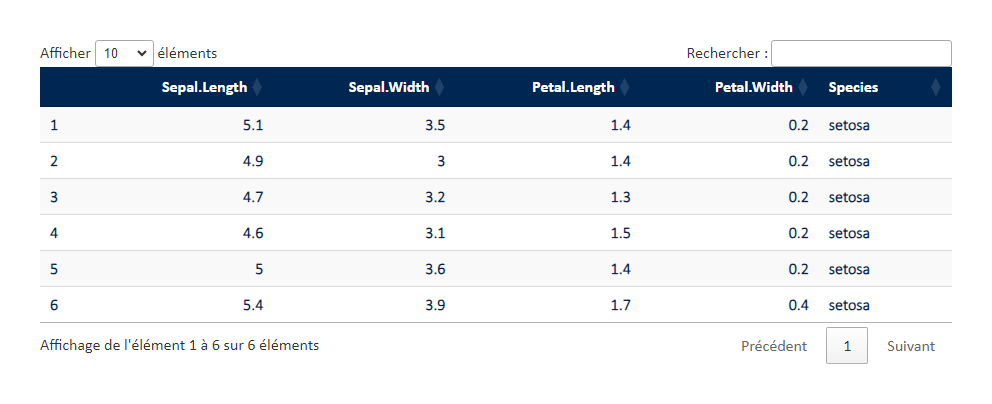 Afficher 10 éléments Rechercher :
Sepal.Length Sepal.Width Petal.Length Petal.Width Species
1 5.1 3.5 1.4 0.2 setosa
2 4.9 3 1.4 0.2 setosa
3 4.7 3.2 1.3 0.2 setosa
4 4.6 3.1 1.5 0.2 setosa
5 5 3.6 1.4 0.2 setosa
6 5.4 3.9 1.7 0.4 setosa
Affichage de l'élément 1 à 6 sur 6 éléments Précédent 1 Suivant